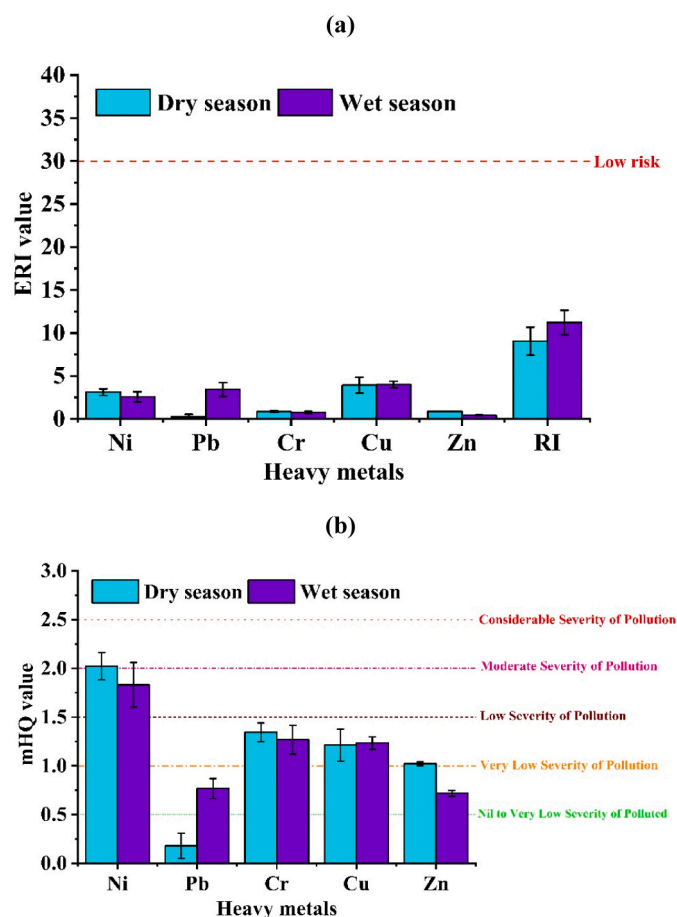 (a)
40
35
30
25
20
15
10
5
0
ERI value
Dry season
Wet season
Low risk
Ni Pb Cr Cu Zn RI
Heavy metals
(b)
3.0
2.5
2.0
1.5
1.0
0.5
0.0
mHQ value
Dry season
Wet season
Considerable Severity of Pollution
Moderate Severity of Pollution
Low Severity of Pollution
Very Low Severity of Pollution
Nil to Very Low Severity of Polluted
Ni Pb Cr Cu Zn
Heavy metals